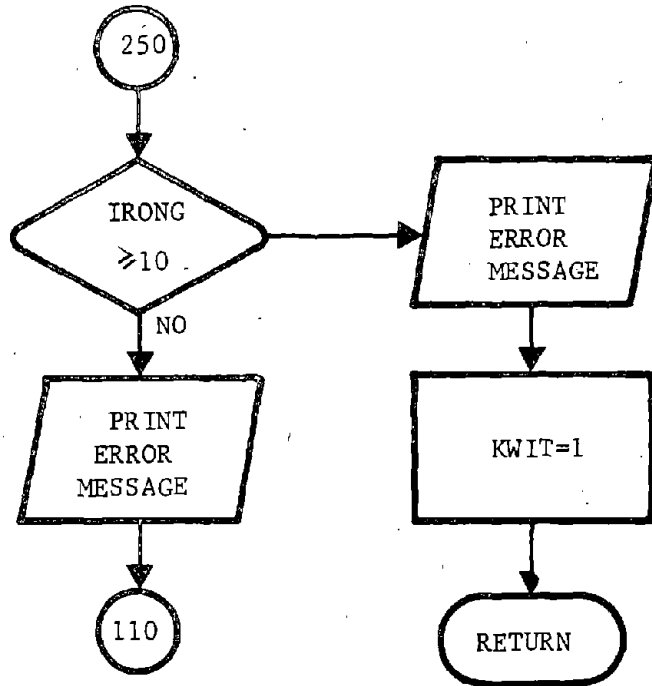 250
IRONG
≥10
NO
PRINT
ERROR
MESSAGE
110
PRINT
ERROR
MESSAGE
KWIT=1
RETURN